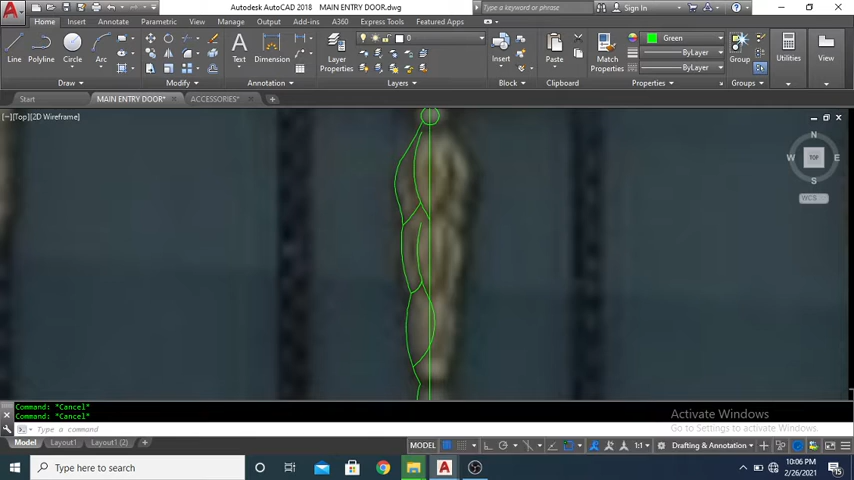 Autodesk AutoCAD 2018 MAIN ENTRY DOOR.dwg
Type a keyword or phrase
Sign In
Home Insert Annotate Parametric View Manage Output Add-ins A360 Express Tools Featured Apps
Line Polyline Circle Arc Text Dimension Layer Properties 0 Insert Paste Match Properties Green ByLayer ByLayer Group Utilities View
Draw Modify Annotation Layers Block Clipboard Properties Groups
Start MAIN ENTRY DOOR* ACCESSORIES*
[−][Top][2D Wireframe]
N
W TOP E
S
WCS
Command: *Cancel*
Command: *Cancel*
Type a command
Activate Windows
Go to Settings to activate Windows.
Model Layout1 Layout1 (2)
MODEL 1:1 Drafting & Annotation
Type here to search
10:06 PM
2/26/2021
15